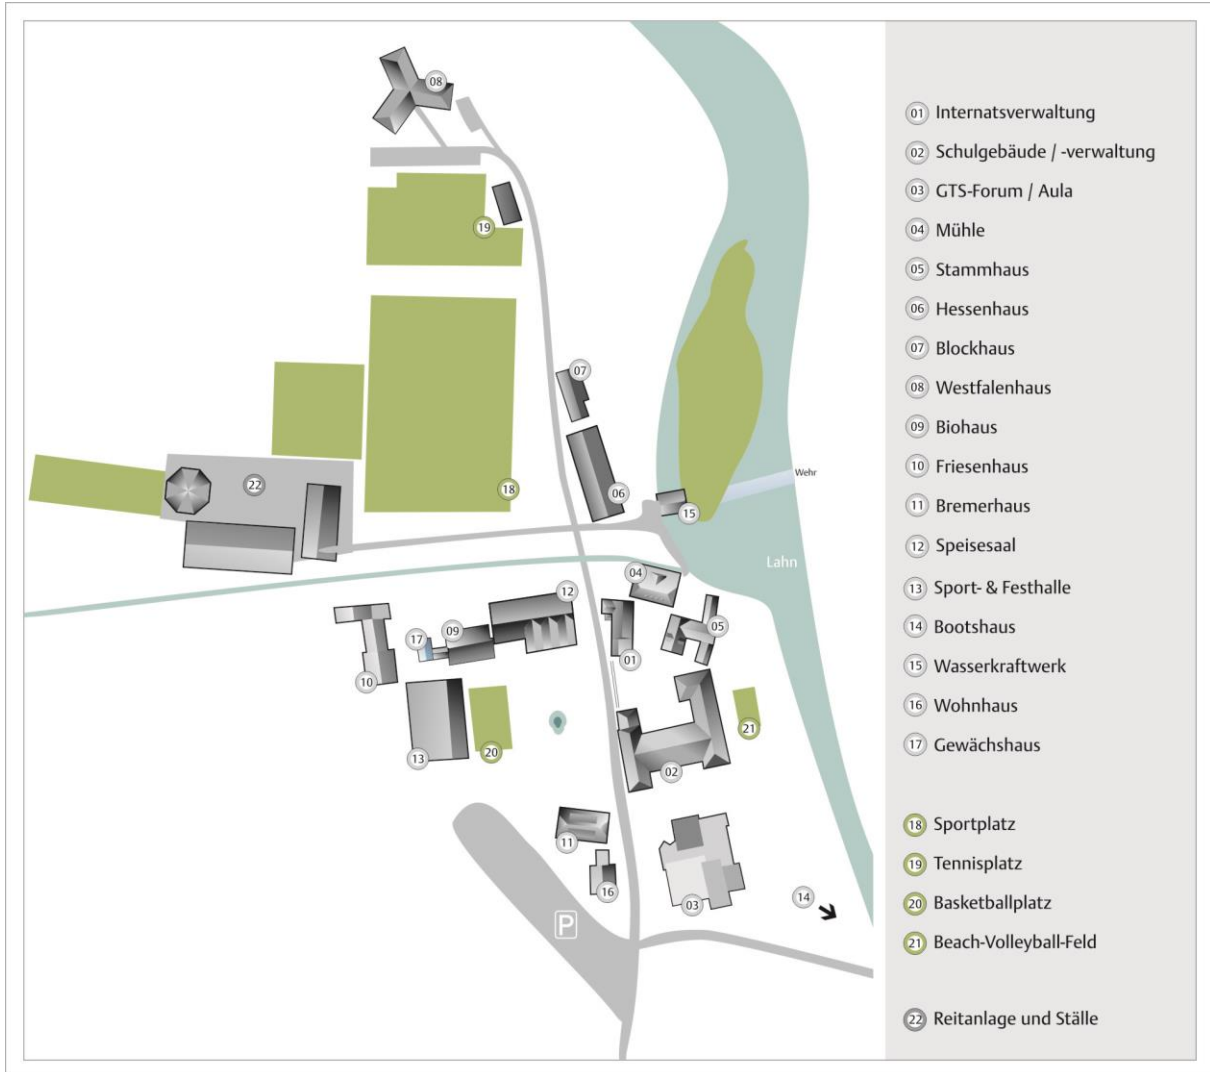 08
19
07
22
18
06
15
Wehr
Lahn
04
12
05
17
09
01
10
21
13
20
02
11
16
03
14
P
01 Internatsverwaltung
02 Schulgebäude / -verwaltung
03 GTS-Forum / Aula
04 Mühle
05 Stammhaus
06 Hessenhaus
07 Blockhaus
08 Westfalenhaus
09 Biohaus
10 Friesenhaus
11 Bremerhaus
12 Speisesaal
13 Sport- & Festhalle
14 Bootshaus
15 Wasserkraftwerk
16 Wohnhaus
17 Gewächshaus
18 Sportplatz
19 Tennisplatz
20 Basketballplatz
21 Beach-Volleyball-Feld
22 Reitanlage und Ställe